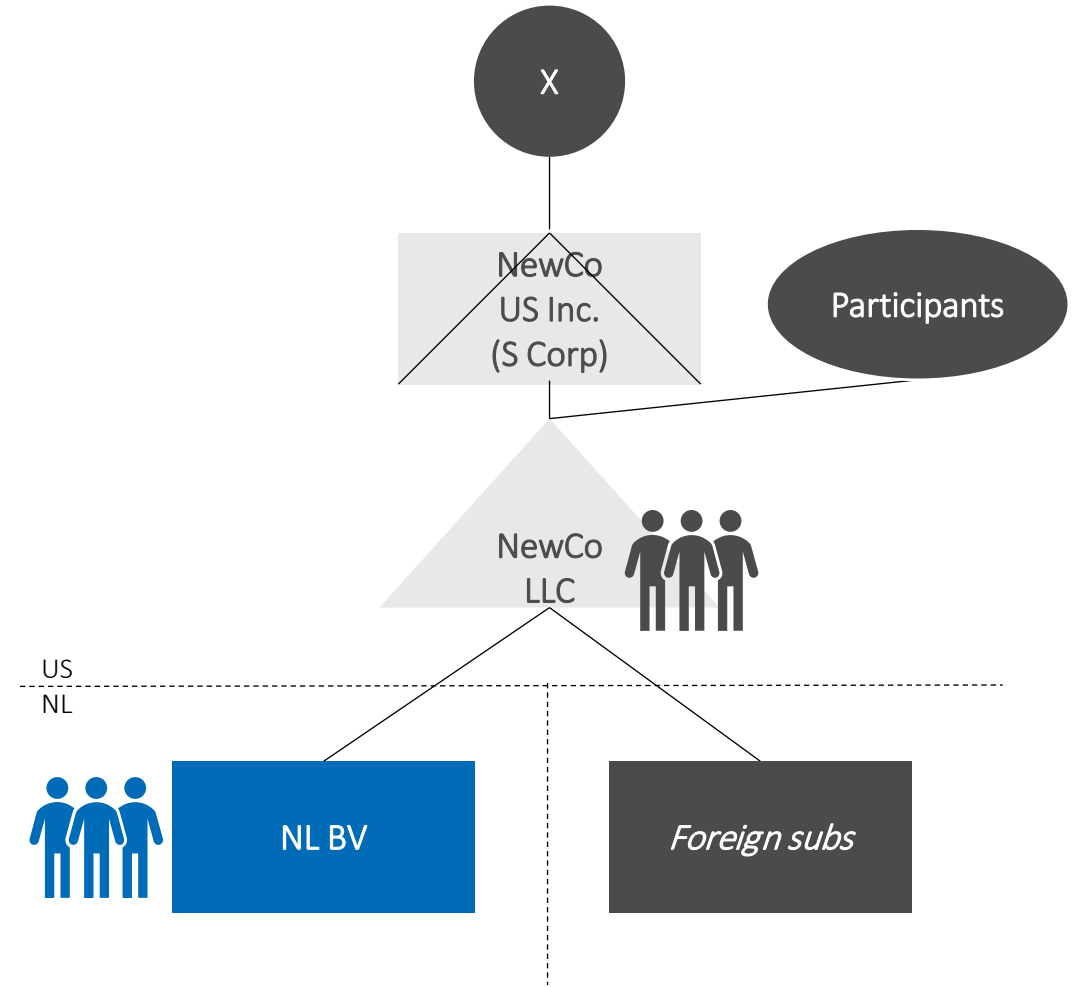 X
NewCo
US Inc.
(S Corp)
Participants
NewCo
LLC
US
NL
NL BV
Foreign subs